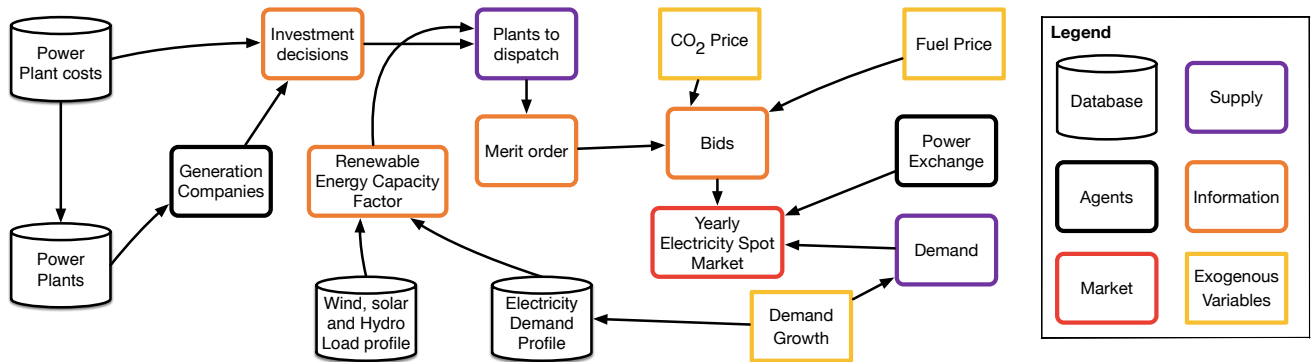 Power
Plant costs
Investment
decisions
Plants to
dispatch
CO2 Price
Fuel Price
Generation
Companies
Renewable
Energy Capacity
Factor
Merit order
Bids
Power
Exchange
Power
Plants
Yearly
Electricity Spot
Market
Demand
Wind, solar
and Hydro
Load profile
Electricity
Demand
Profile
Demand
Growth
Legend
Database
Supply
Agents
Information
Market
Exogenous
Variables